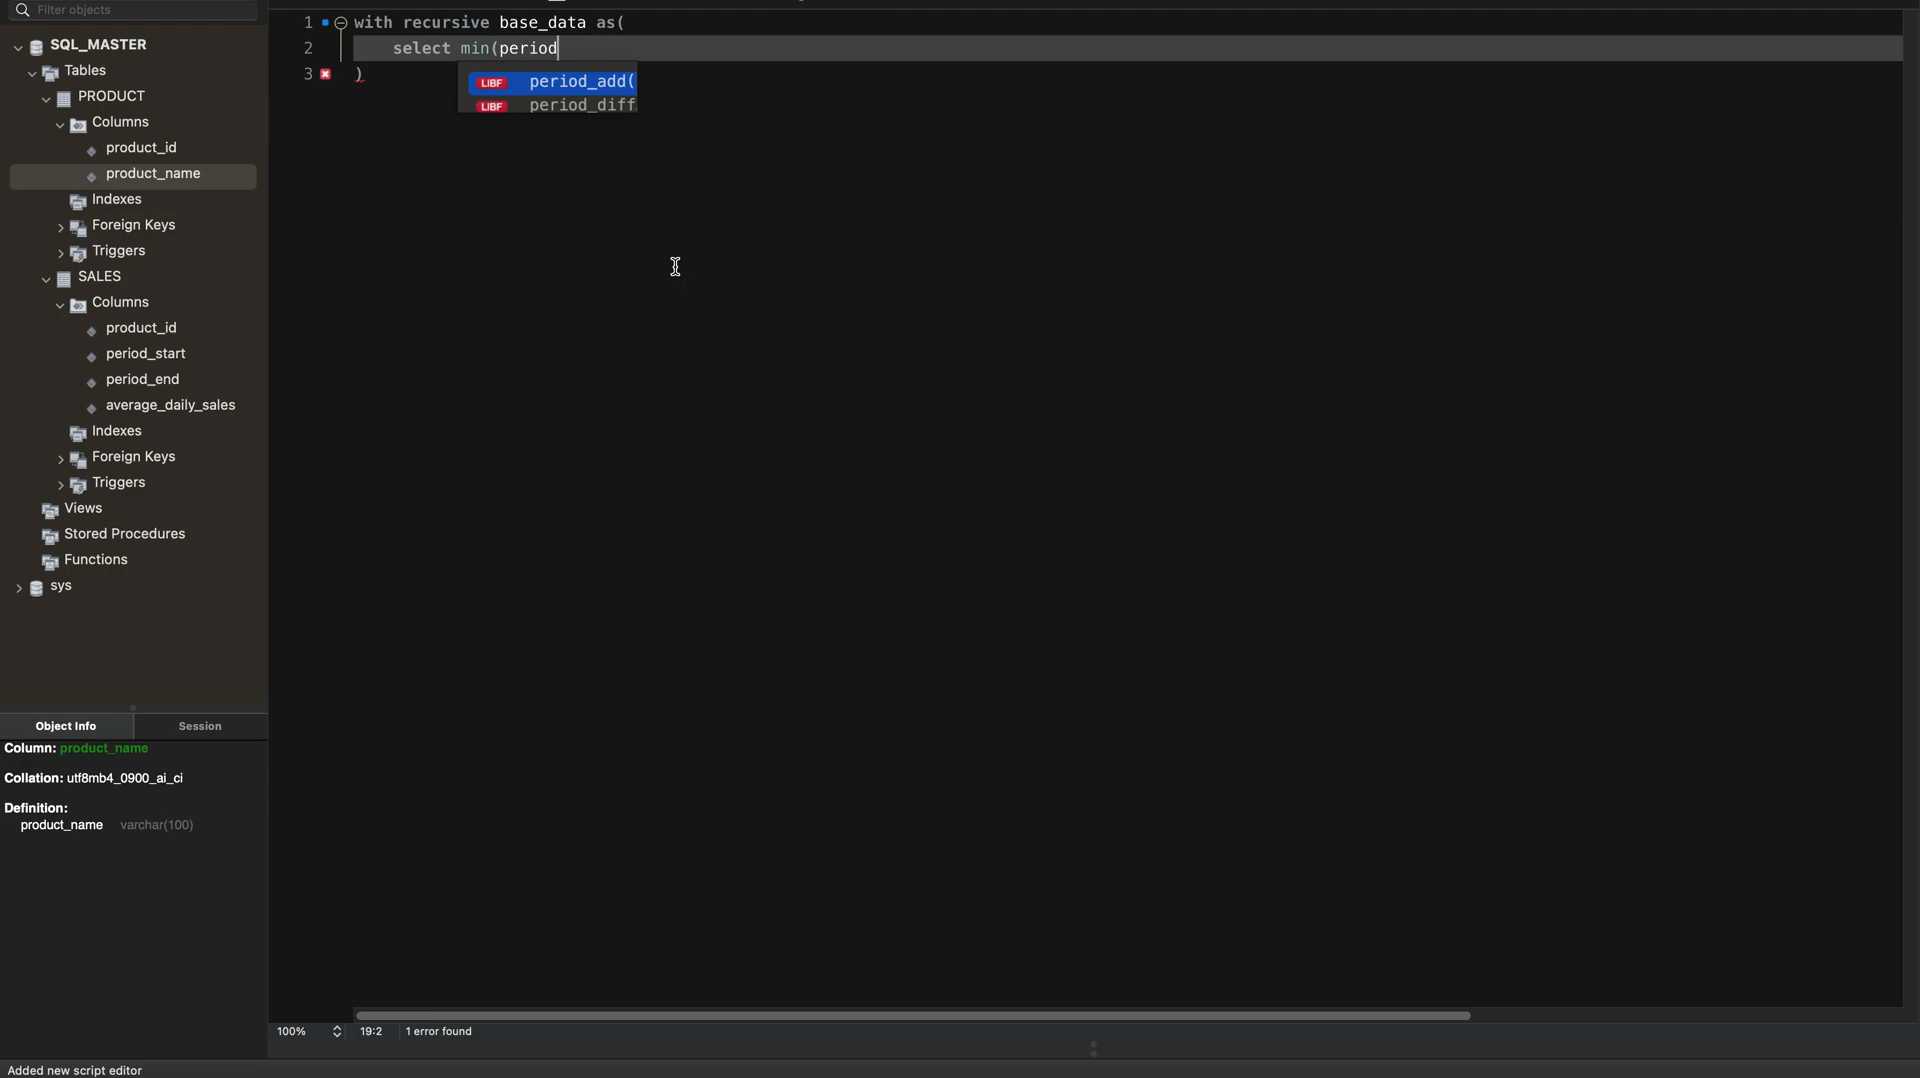 Filter objects
SQL_MASTER
Tables
PRODUCT
Columns
product_id
product_name
Indexes
Foreign Keys
Triggers
SALES
Columns
product_id
period_start
period_end
average_daily_sales
Indexes
Foreign Keys
Triggers
Views
Stored Procedures
Functions
sys
Object Info Session
Column: product_name
Collation: utf8mb4_0900_ai_ci
Definition:
product_name varchar(100)
1 with recursive base_data as(
2 select min(period
3 )
LIBF period_add(
LIBF period_diff
100% 19:2 1 error found
Added new script editor